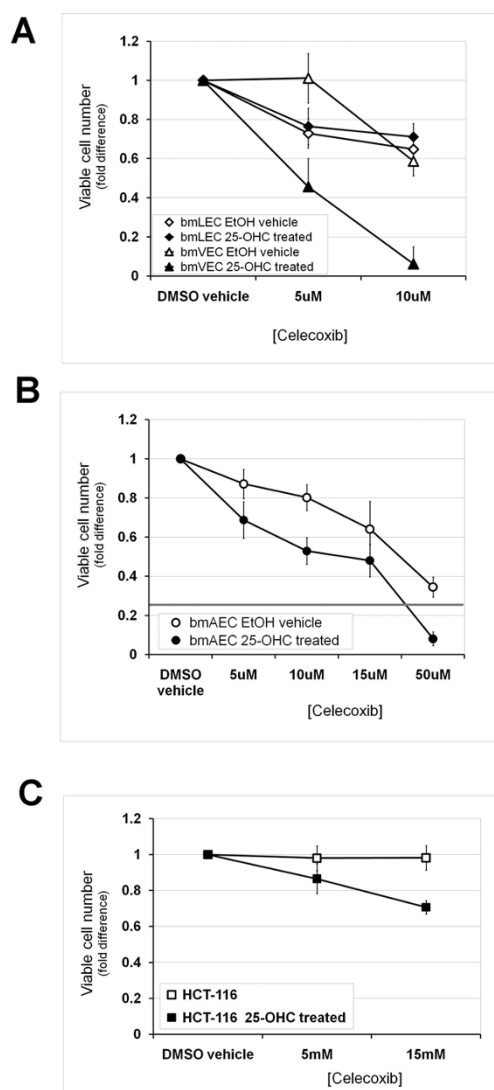 A
Viable cell number
(fold difference)
1.2
1
0.8
0.6
0.4
0.2
0
bmLEC EtOH vehicle
bmLEC 25-OHC treated
bmVEC EtOH vehicle
bmVEC 25-OHC treated
DMSO vehicle 5uM 10uM
[Celecoxib]
B
Viable cell number
(fold difference)
1.2
1
0.8
0.6
0.4
0.2
0
bmAEC EtOH vehicle
bmAEC 25-OHC treated
DMSO 5uM 10uM 15uM 50uM
vehicle
[Celecoxib]
C
Viable cell number
(fold difference)
1.2
1
0.8
0.6
0.4
0.2
0
HCT-116
HCT-116 25-OHC treated
DMSO vehicle 5mM 15mM
[Celecoxib]